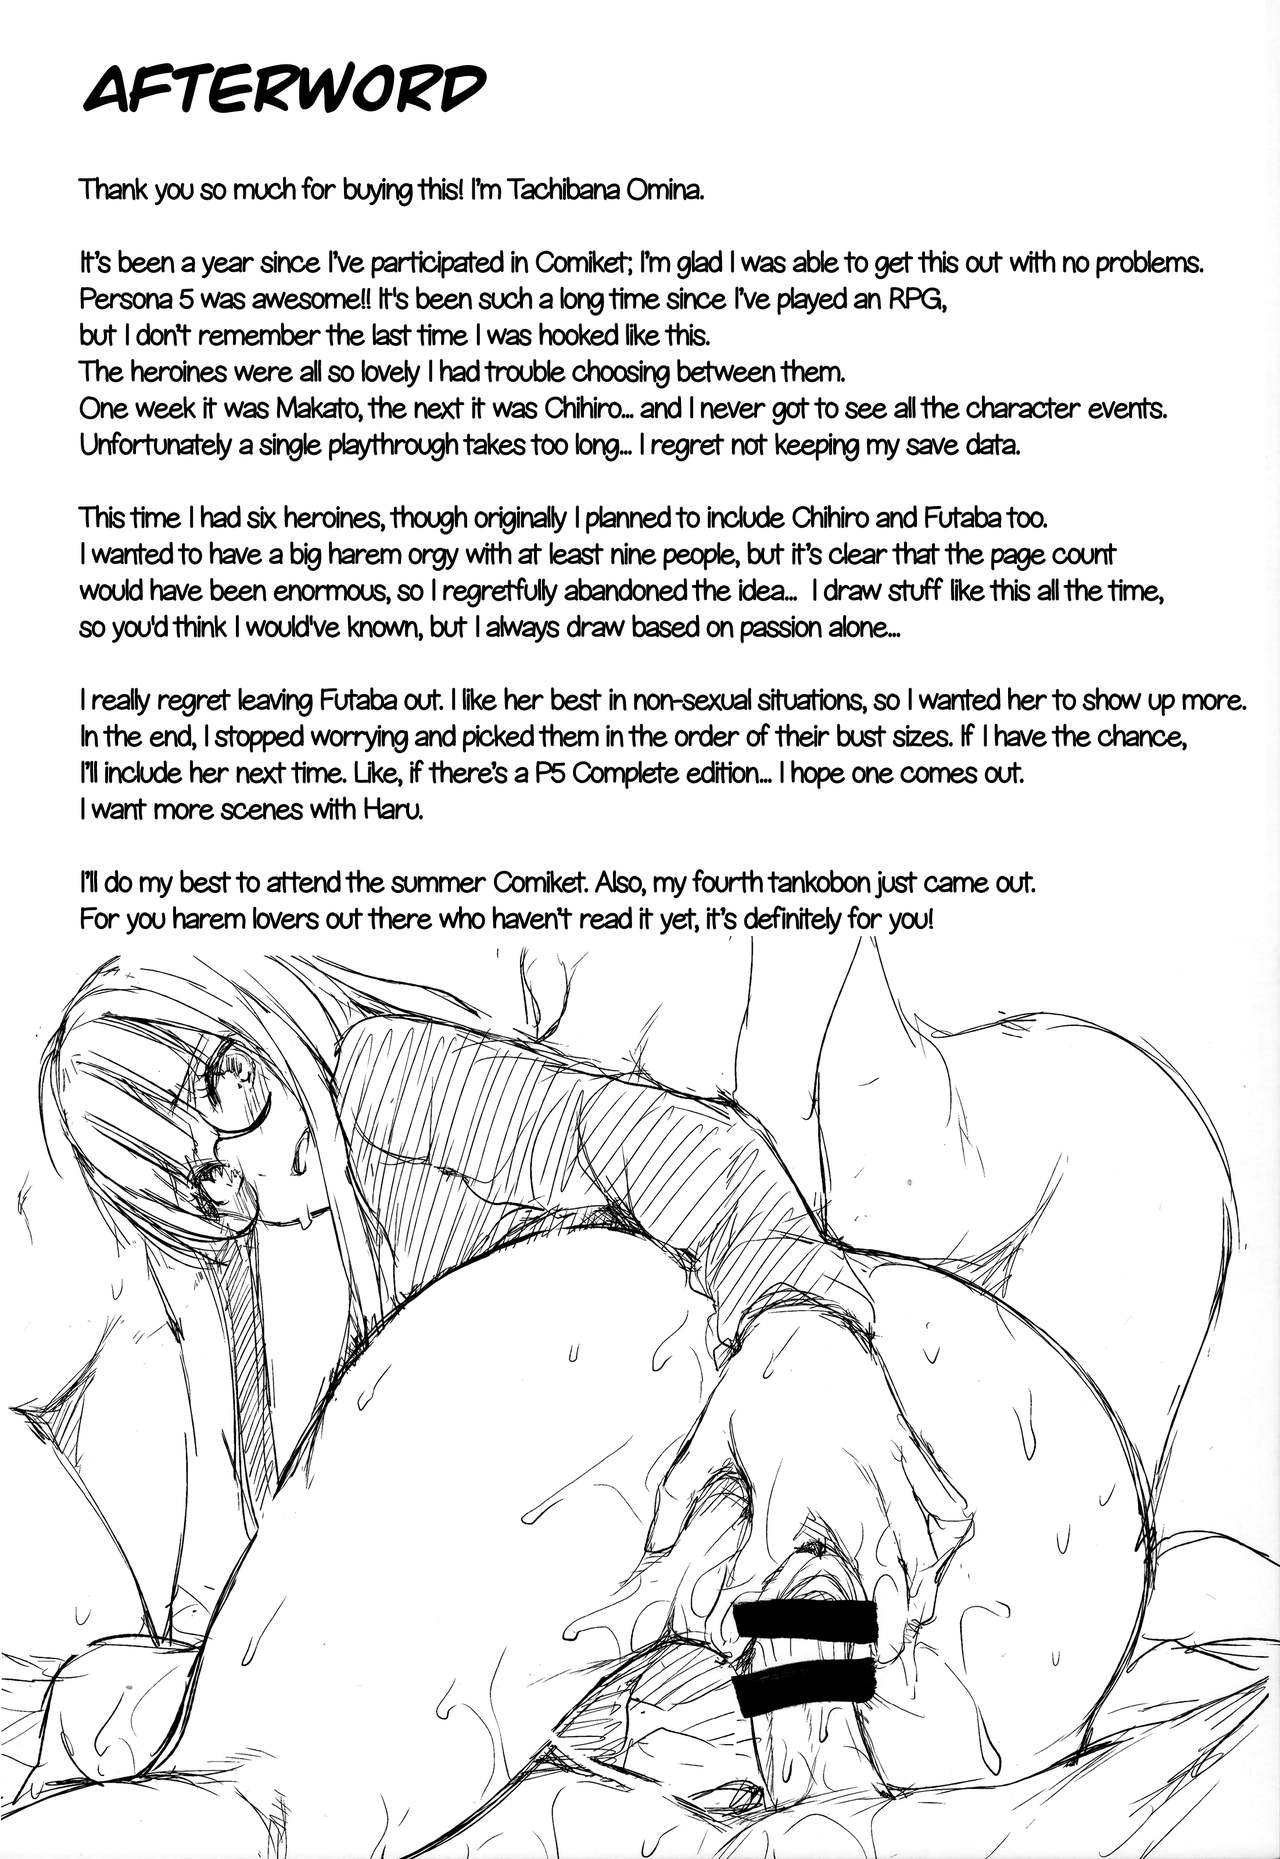 AFTERWORD
Thank you so much for buying this! I'm Tachibana Omina.
It's been a year since I've participated in Comiket; I'm glad I was able to get this out with no problems.
Persona 5 was awesome!! It's been such a long time since I've played an RPG,
but I don't remember the last time I was hooked like this.
The heroines were all so lovely I had trouble choosing between them.
One week it was Makato, the next it was Chihiro... and I never got to see all the character events.
Unfortunately a single playthrough takes too long... I regret not keeping my save data.
This time I had six heroines, though originally I planned to include Chihiro and Futaba too.
I wanted to have a big harem orgy with at least nine people, but it's clear that the page count
would have been enormous, so I regretfully abandoned the idea... I draw stuff like this all the time,
so you'd think I would've known, but I always draw based on passion alone...
I really regret leaving Futaba out. I like her best in non-sexual situations, so I wanted her to show up more.
In the end, I stopped worrying and picked them in the order of their bust sizes. If I have the chance,
I'll include her next time. Like, if there's a P5 Complete edition... I hope one comes out.
I want more scenes with Haru.
I'll do my best to attend the summer Comiket. Also, my fourth tankobon just came out.
For you harem lovers out there who haven't read it yet, it's definitely for you!